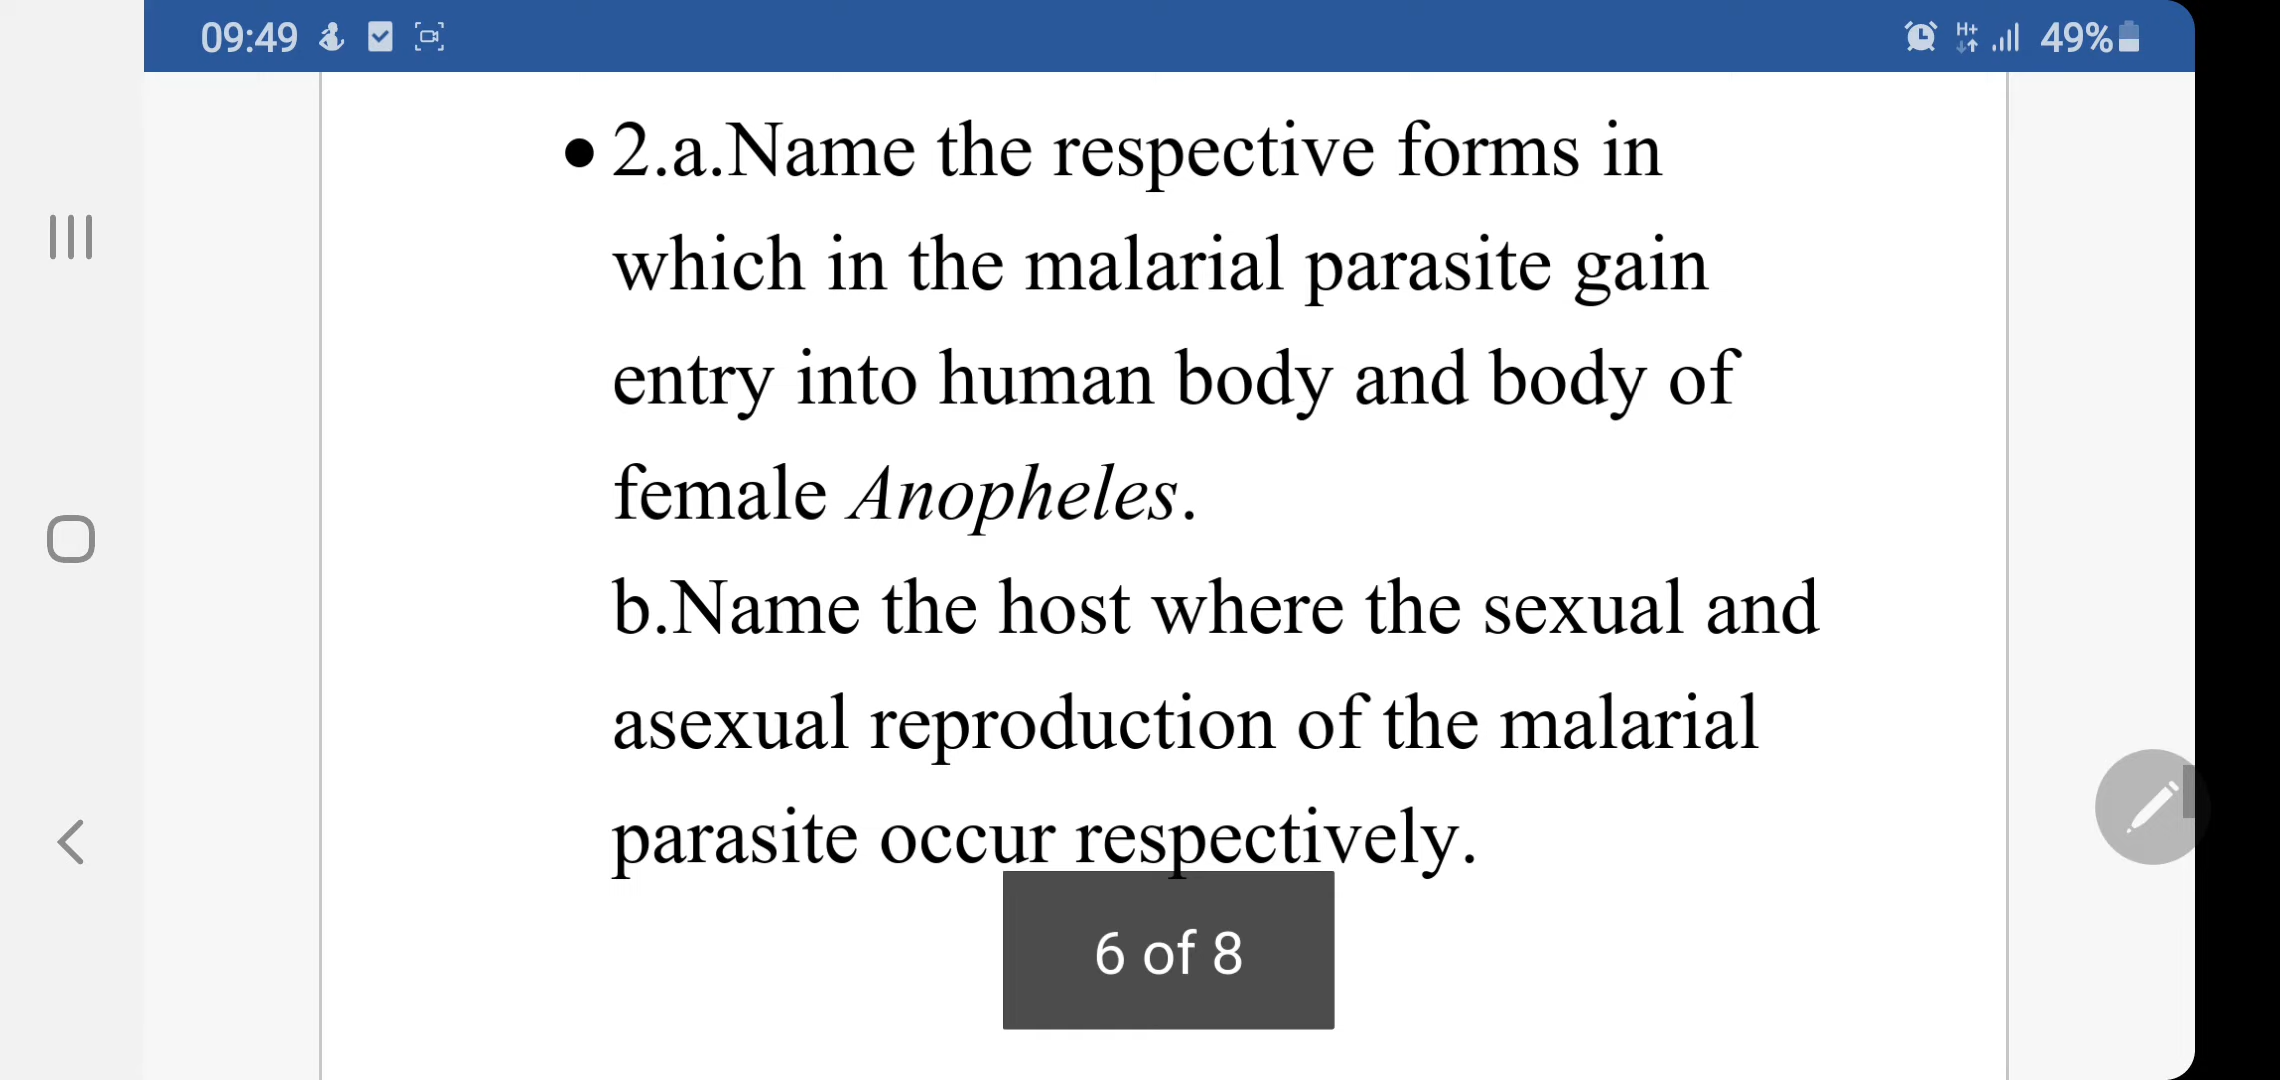 09:49 H+ 49%
• 2.a.Name the respective forms in
which in the malarial parasite gain
entry into human body and body of
female Anopheles.
b.Name the host where the sexual and
asexual reproduction of the malarial
parasite occur respectively.
6 of 8